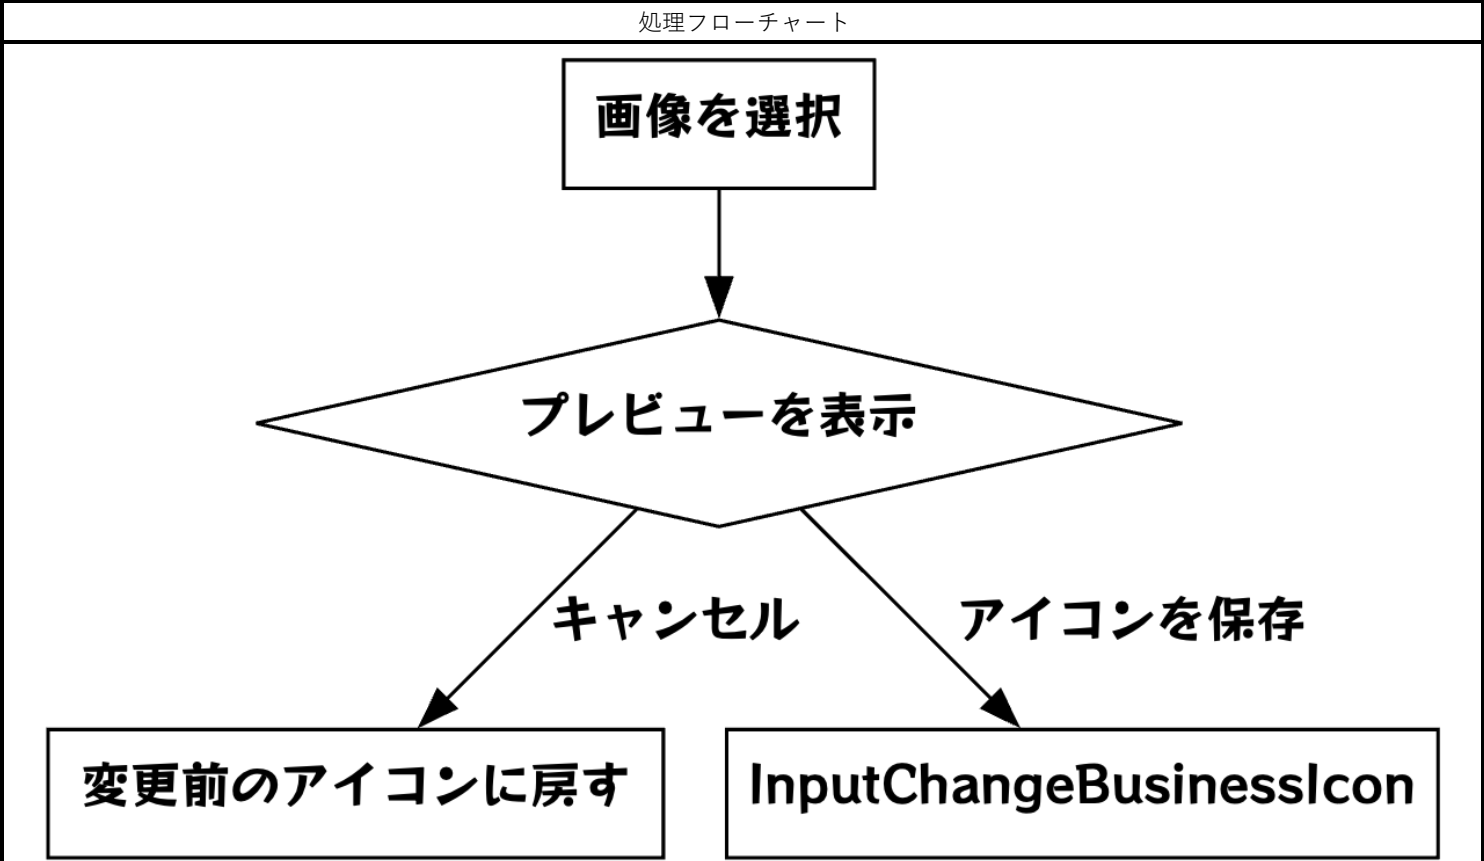 処理フローチャート
画像を選択
プレビューを表示
キャンセル
アイコンを保存
変更前のアイコンに戻す
InputChangeBusinessIcon